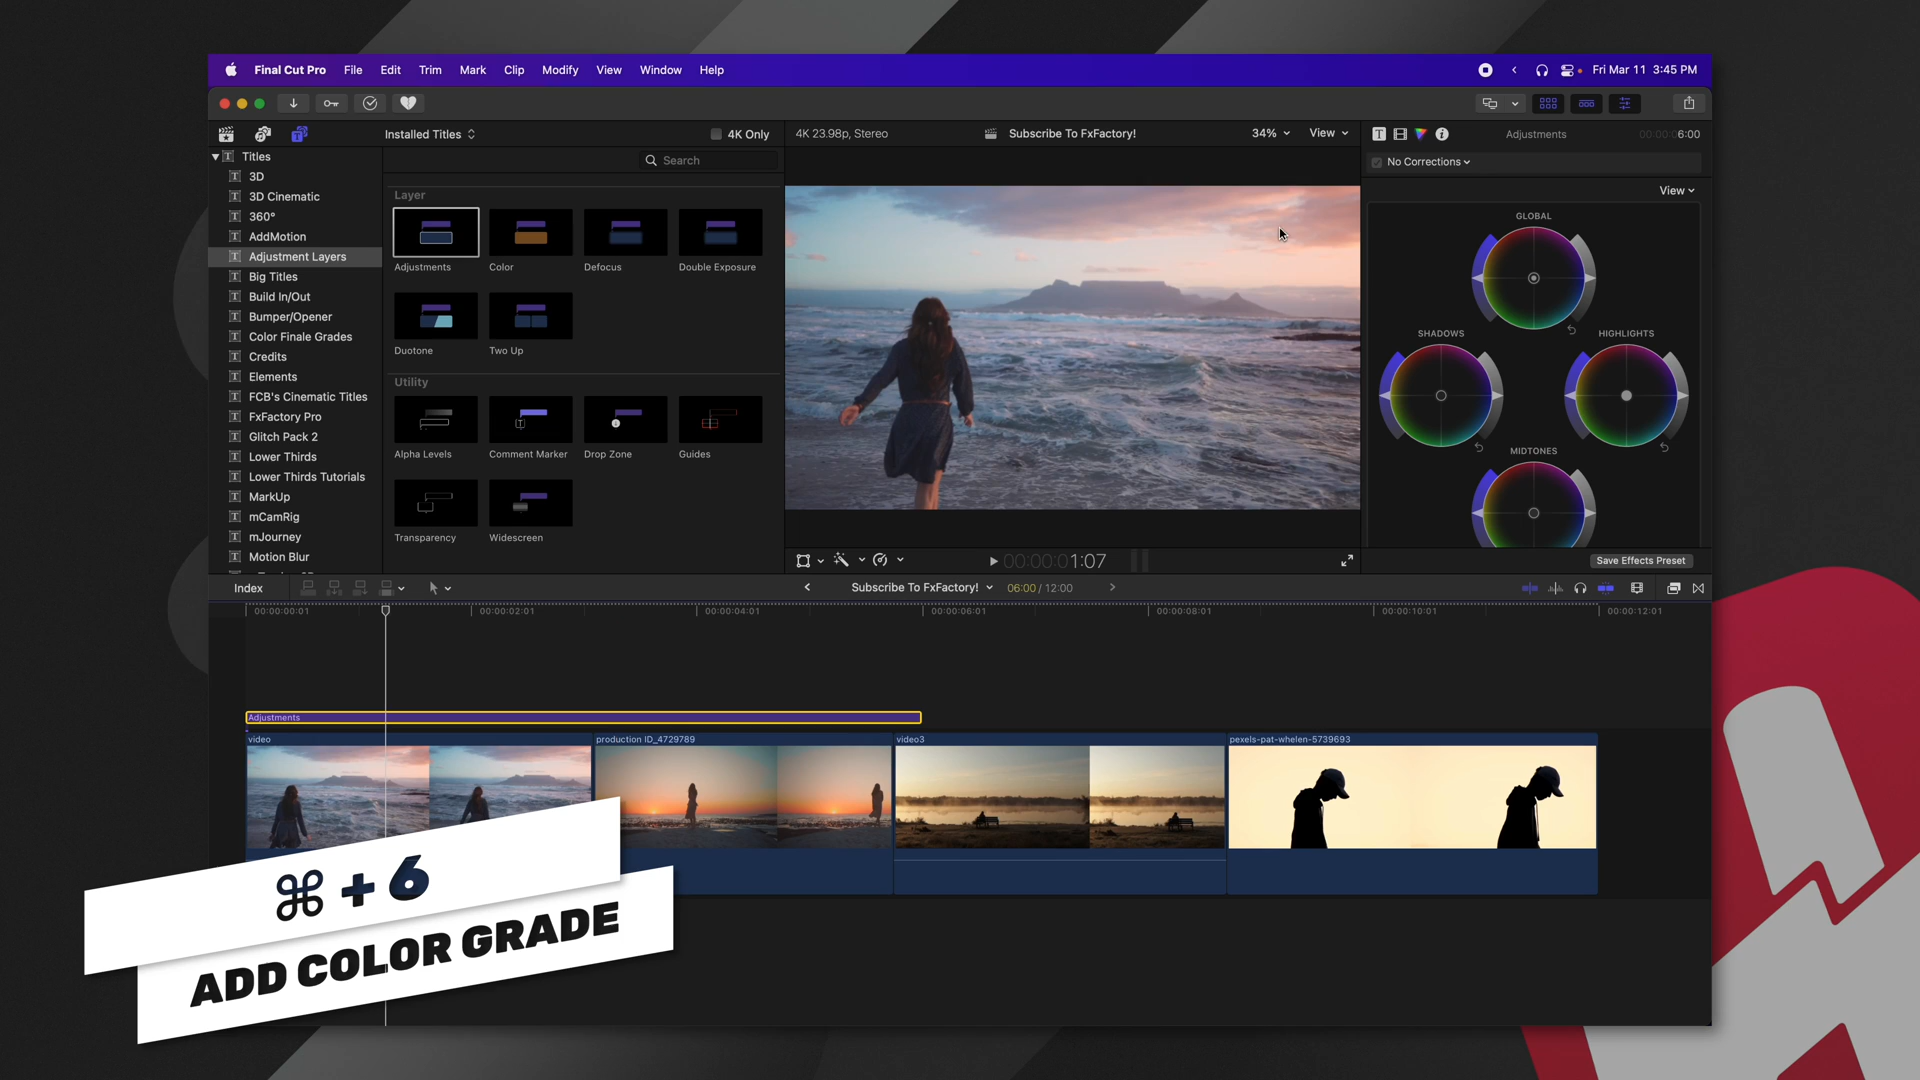 Final Cut Pro File Edit Trim Mark Clip Modify View Window Help Fri Mar 11 3:45 PM
Installed Titles 4K Only
4K 23.98p, Stereo Subscribe To FxFactory! 34% View
Adjustments 00:00:06:00
Titles
3D
3D Cinematic
360°
AddMotion
Adjustment Layers
Big Titles
Build In/Out
Bumper/Opener
Color Finale Grades
Credits
Elements
FCB's Cinematic Titles
FxFactory Pro
Glitch Pack 2
Lower Thirds
Lower Thirds Tutorials
MarkUp
mCamRig
mJourney
Motion Blur
Search
Layer
Adjustments Color Defocus Double Exposure
Duotone Two Up
Utility
Alpha Levels Comment Marker Drop Zone Guides
Transparency Widescreen
00:00:00:01:07
No Corrections
View
GLOBAL
SHADOWS HIGHLIGHTS
MIDTONES
Save Effects Preset
Index Subscribe To FxFactory! 06:00 / 12:00
00:00:00:01 00:00:02:01 00:00:04:01 00:00:06:01 00:00:08:01 00:00:10:01 00:00:12:01
Adjustments
video production ID_4729789 video3 pexels-pat-whelen-5739693
⌘ + 6
ADD COLOR GRADE